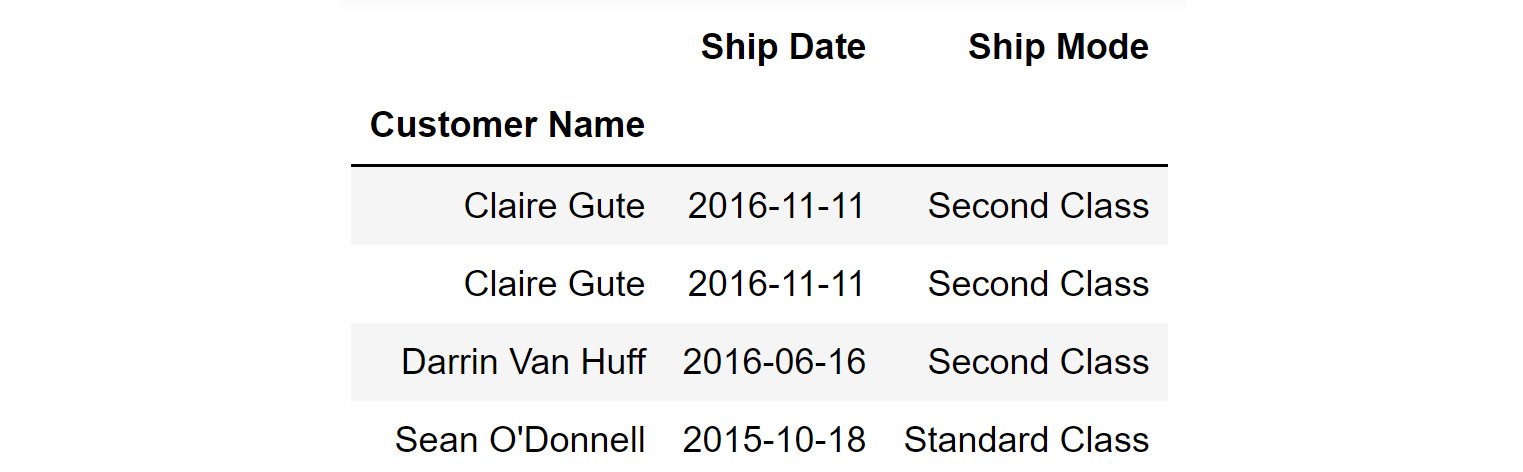 Ship Date Ship Mode
Customer Name
Claire Gute 2016-11-11 Second Class
Claire Gute 2016-11-11 Second Class
Darrin Van Huff 2016-06-16 Second Class
Sean O'Donnell 2015-10-18 Standard Class